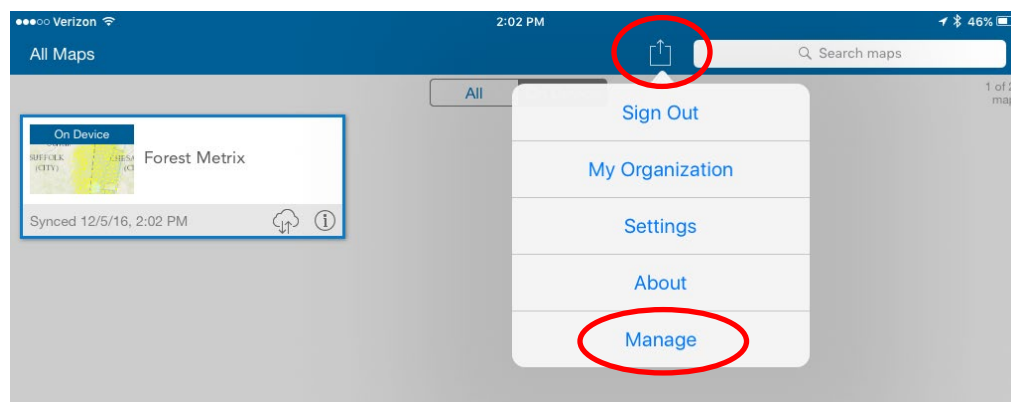 Verizon 2:02 PM 46%
All Maps Search maps
All 1 of
Sign Out
On Device
SUFFOLK
(CITY)
Forest Metrix
My Organization
Synced 12/5/16, 2:02 PM
Settings
About
Manage